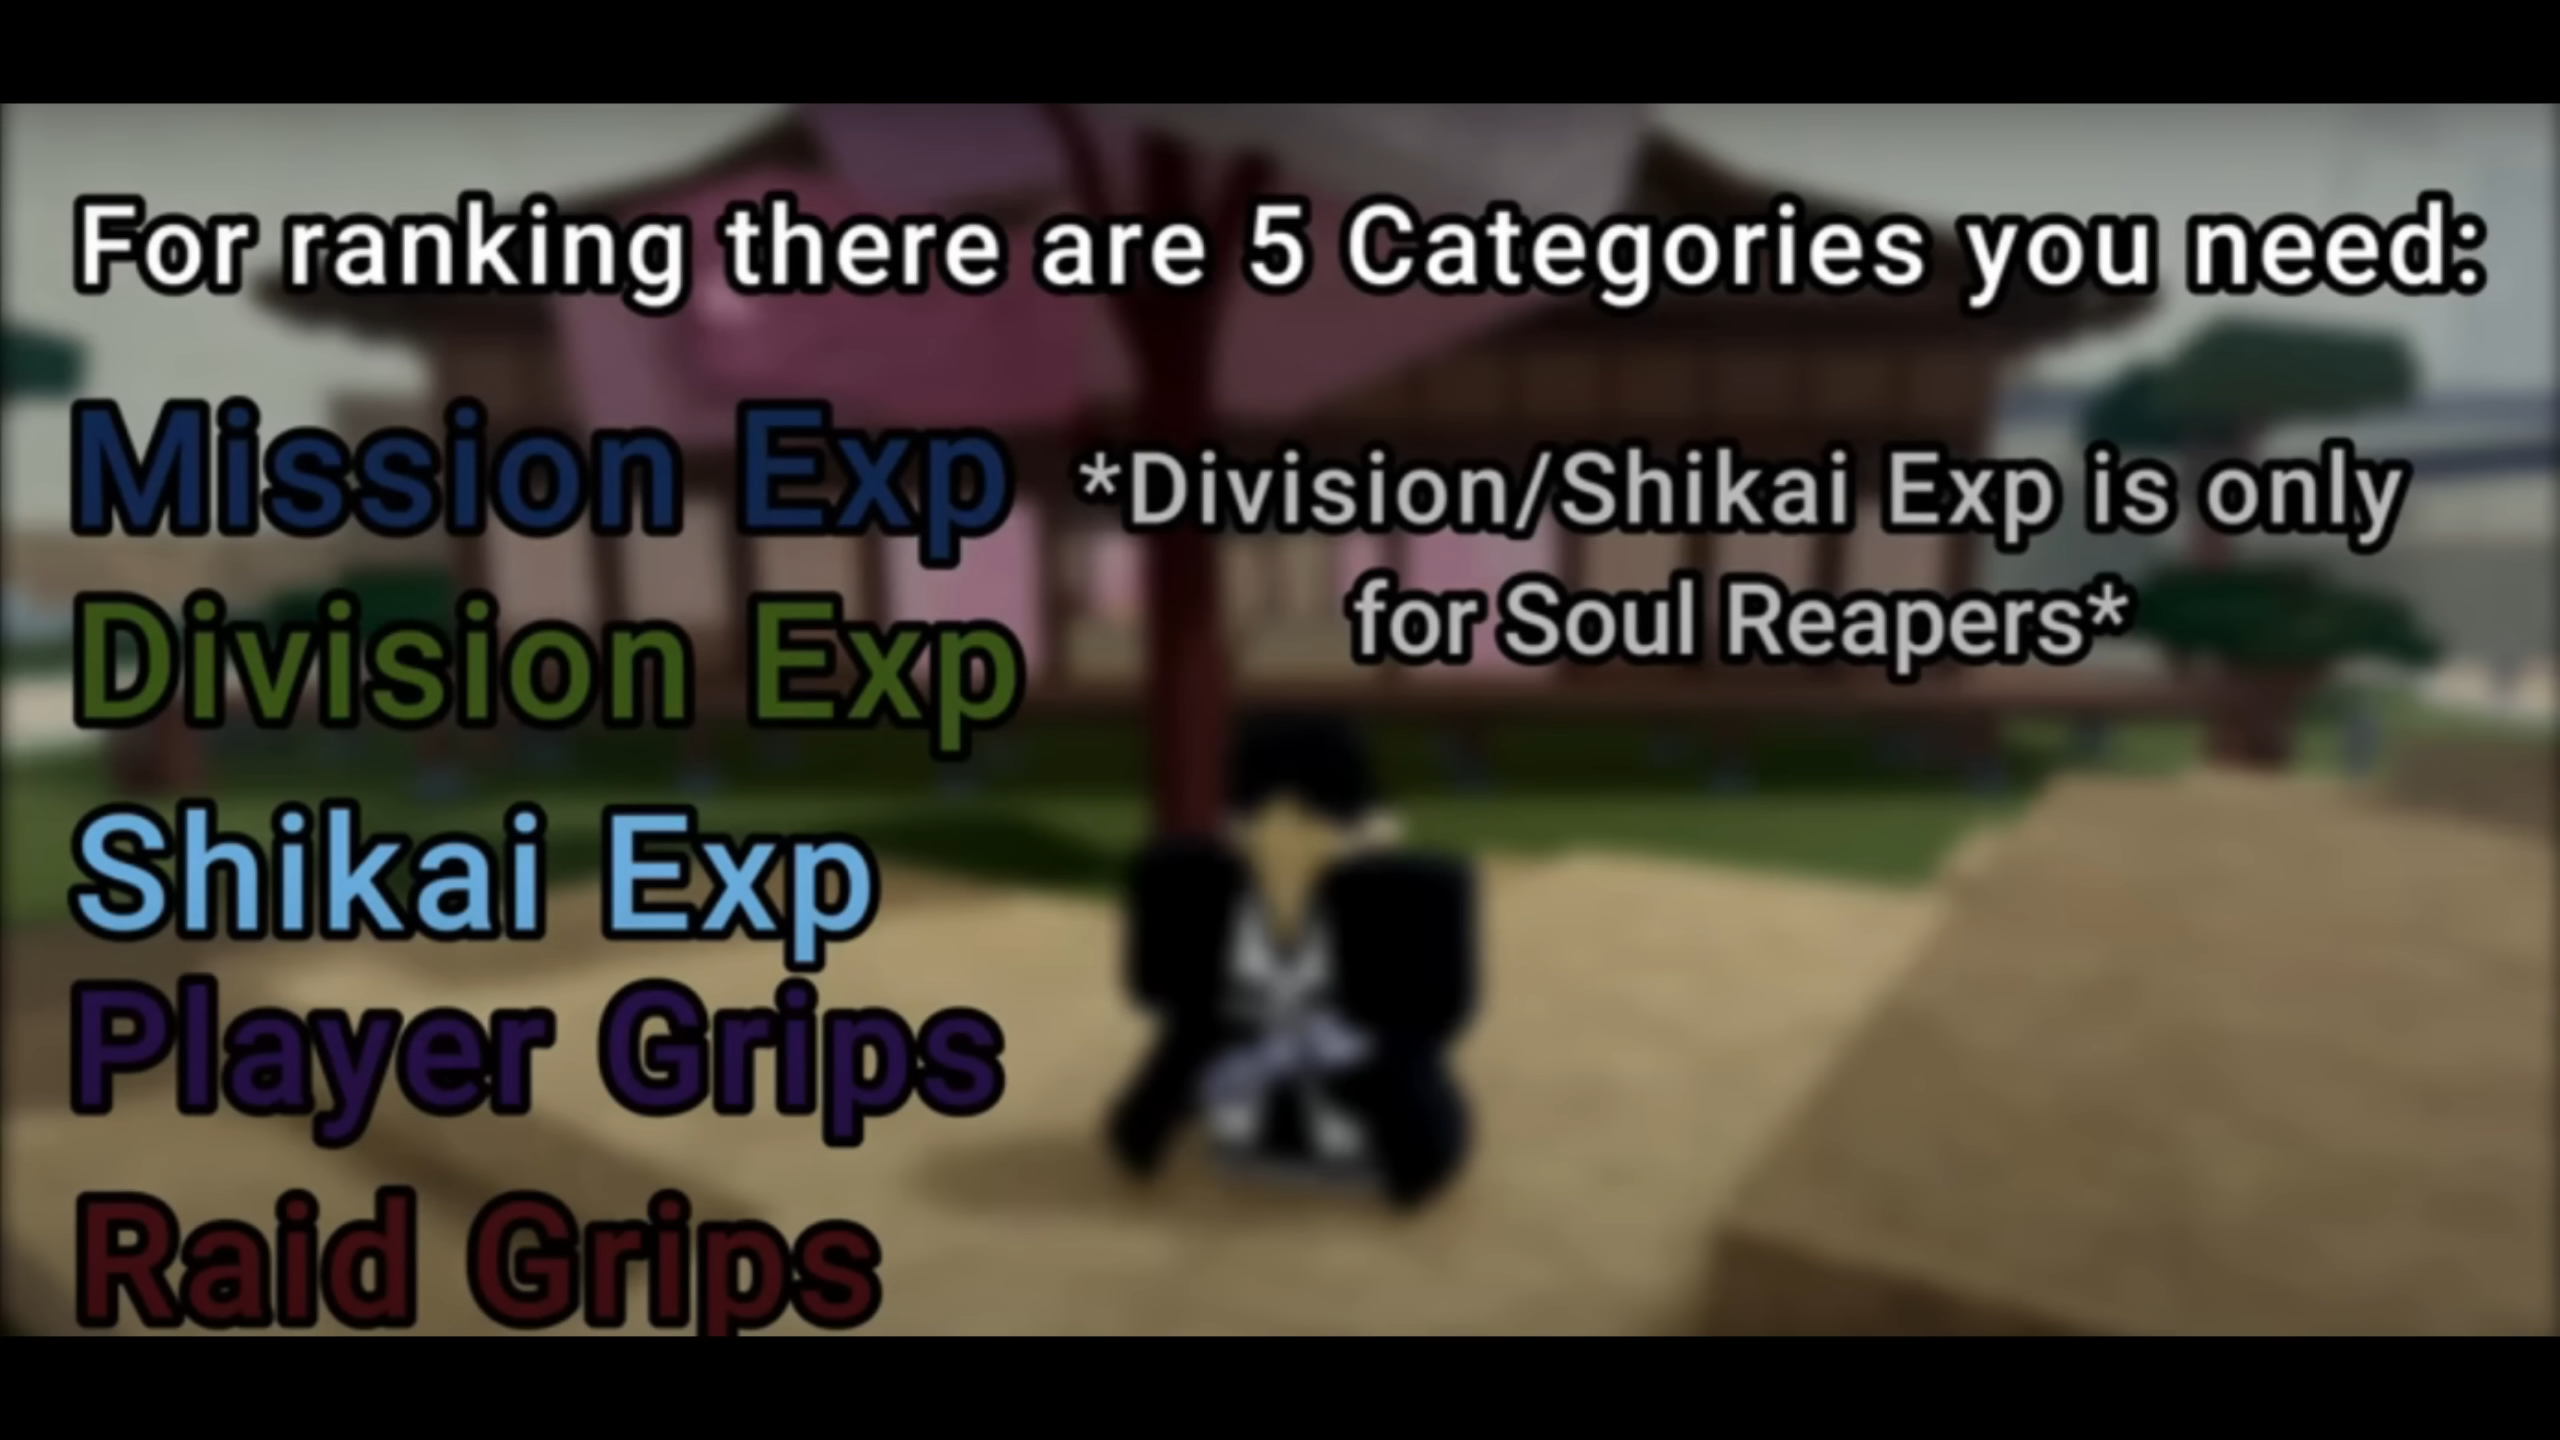 For ranking there are 5 Categories you need:
Mission Exp
Division Exp
Shikai Exp
Player Grips
Raid Grips
*Division/Shikai Exp is only
for Soul Reapers*